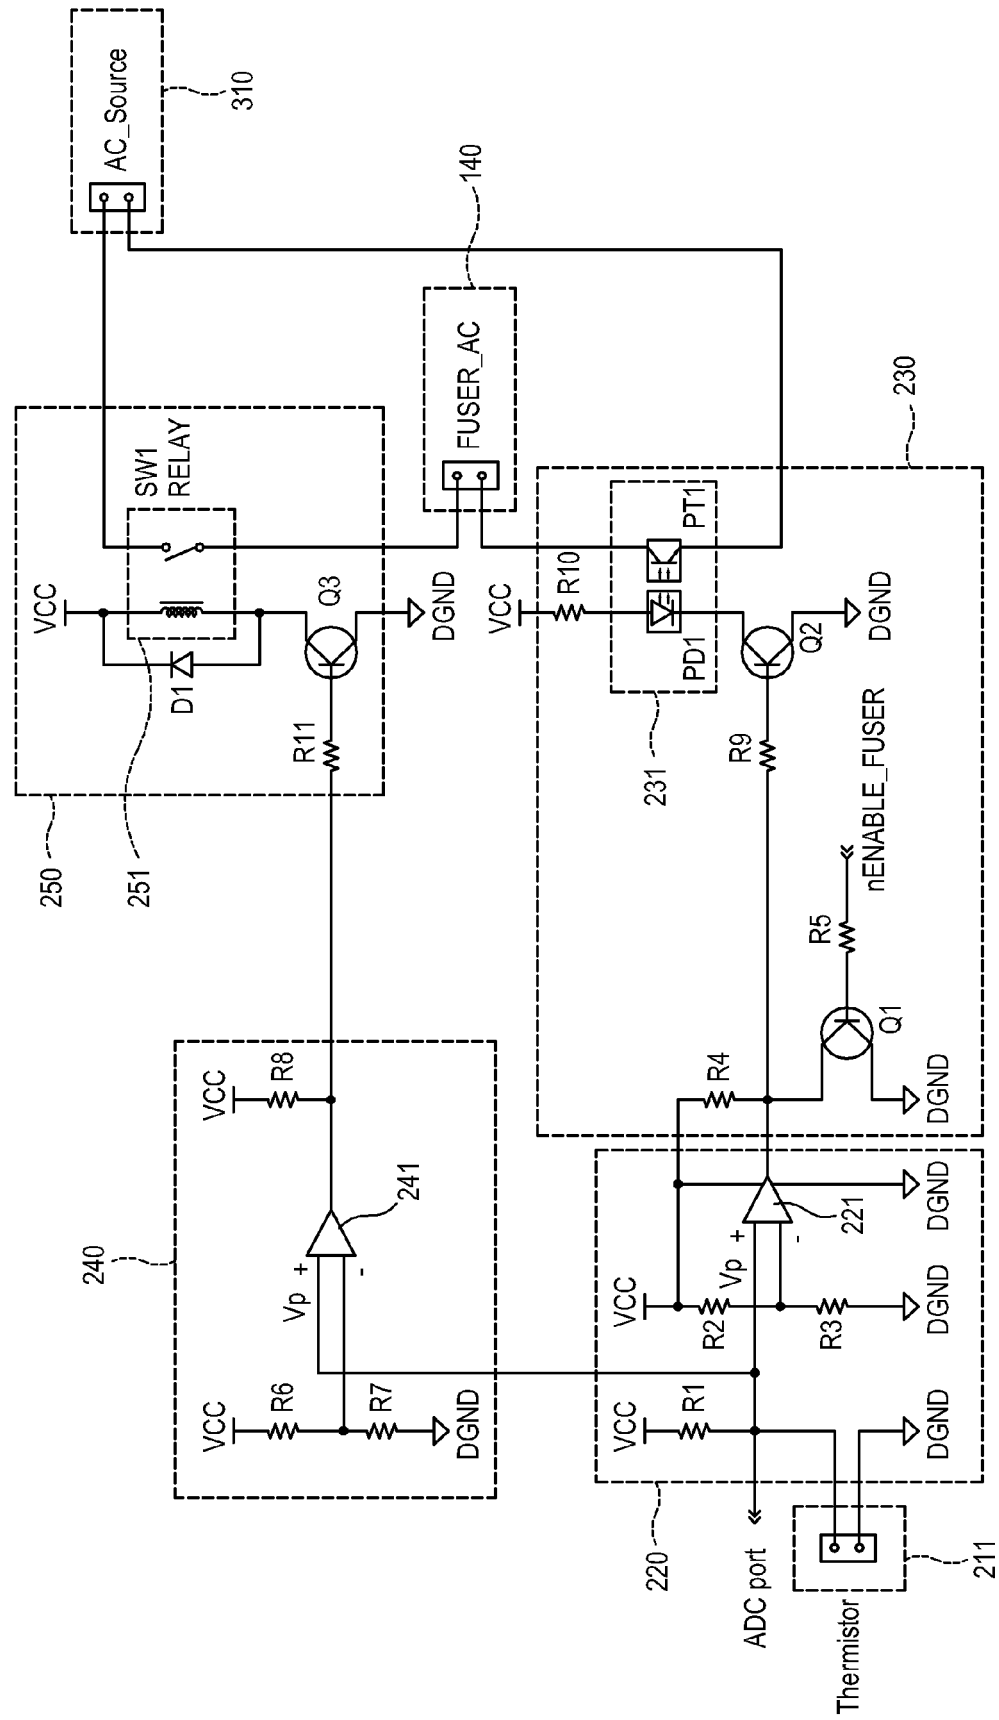 AC_Source
310
140
FUSER_AC
230
SW1
RELAY
VCC
D1
Q3
DGND
R11
250
251
VCC
R10
PT1
PD1
231
Q2
DGND
R9
nENABLE_FUSER
R5
Q1
R4
DGND
240
VCC
R8
241
Vp
+
-
VCC
R6
R7
DGND
VCC
R2
R3
Vp
+
-
221
DGND
DGND
VCC
R1
DGND
220
ADC port
211
Thermistor